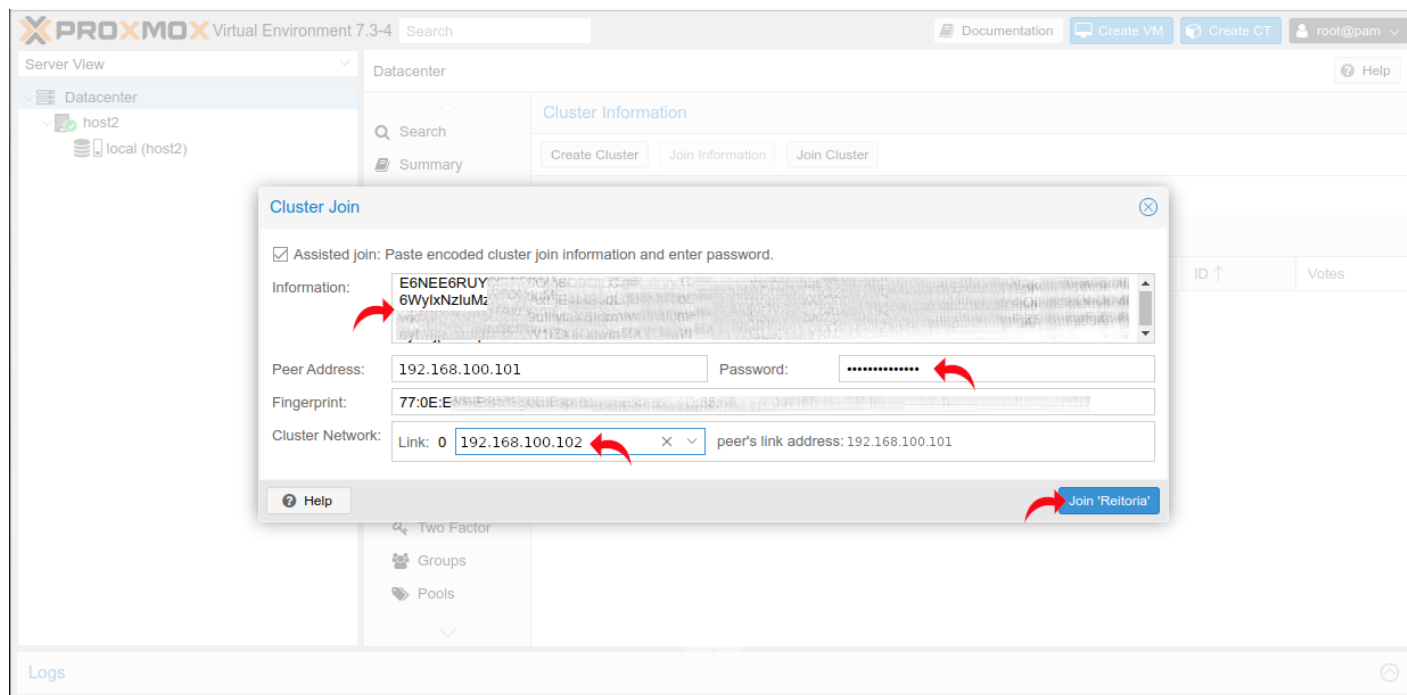 PROXMOX Virtual Environment 7.3-4 Search Documentation Create VM Create CT root@pam
Server View
Datacenter
Help
Datacenter
host2
local (host2)
Search
Summary
Cluster Information
Create Cluster Join Information Join Cluster
ID Votes
Cluster Join
Assisted join: Paste encoded cluster join information and enter password.
Information:
E6NEE6RUY
Peer Address: 192.168.100.101 Password: ••••••••••••••
Fingerprint: 77:0E:E
Cluster Network: Link: 0 192.168.100.102 peer's link address: 192.168.100.101
Help Join 'Reitoria'
Two Factor
Groups
Pools
Logs